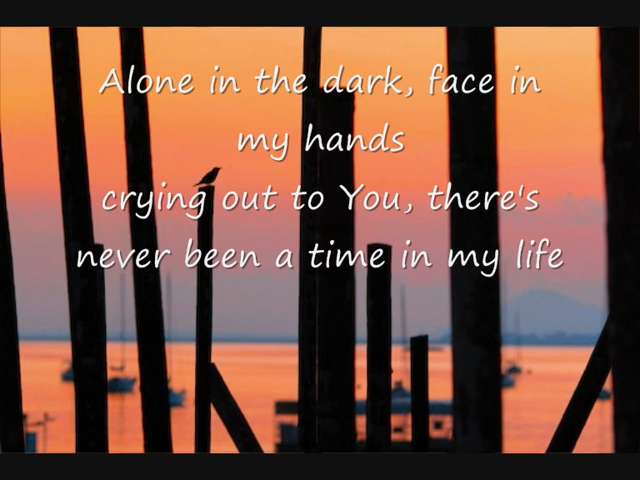 Alone in the dark, face in
my hands
crying out to You, there's
never been a time in my life